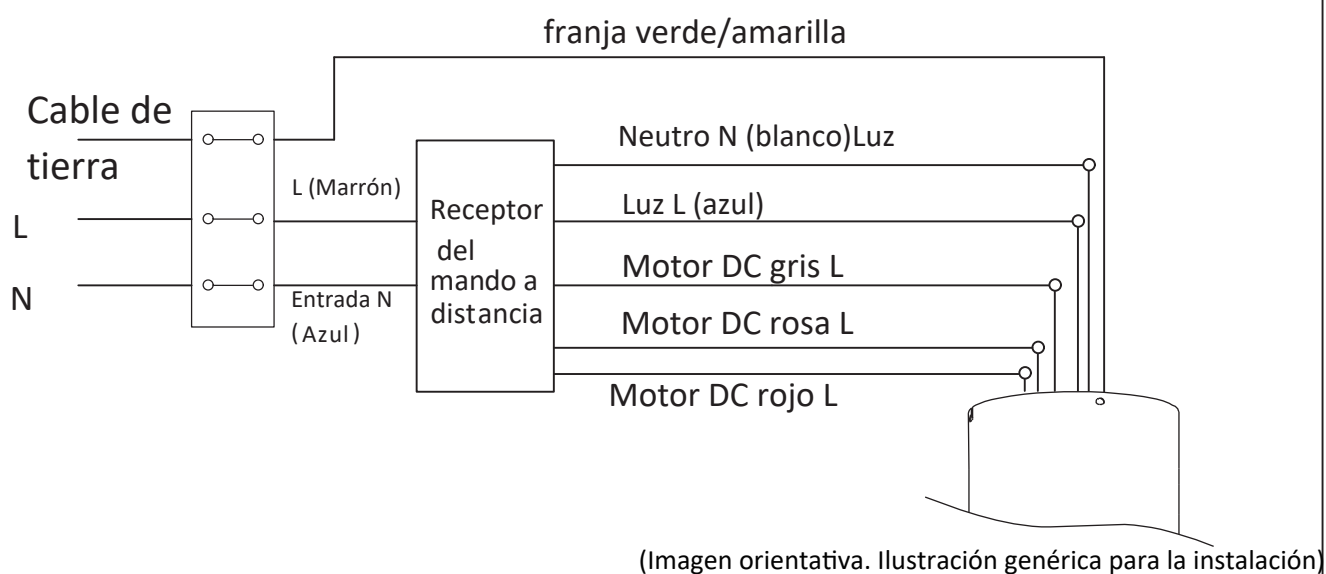 franja verde/amarilla
Cable de
tierra
L
N
L (Marrón)
Entrada N
(Azul)
Receptor
del
mando a
distancia
Neutro N (blanco)Luz
Luz L (azul)
Motor DC gris L
Motor DC rosa L
Motor DC rojo L
(Imagen orientativa. Ilustración genérica para la instalación)